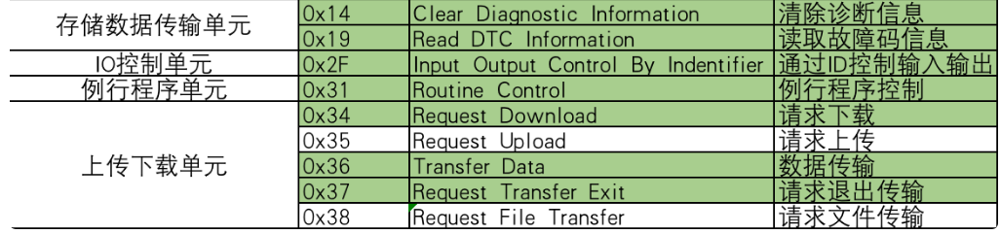 存储数据传输单元
0x14 Clear Diagnostic Information 清除诊断信息
0x19 Read DTC Information 读取故障码信息
IO控制单元 0x2F Input Output Control By Indentifier 通过ID控制输入输出
例行程序单元 0x31 Routine Control 例行程序控制
上传下载单元
0x34 Request Download 请求下载
0x35 Request Upload 请求上传
0x36 Transfer Data 数据传输
0x37 Request Transfer Exit 请求退出传输
0x38 Request File Transfer 请求文件传输